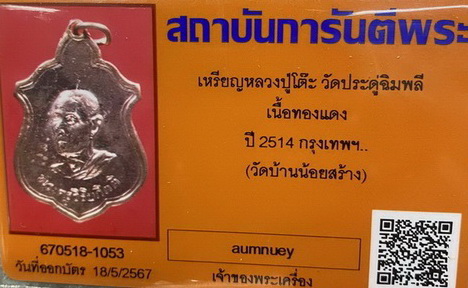 สถาบันการันตีพระ
เหรียญหลวงปู่โต๊ะ วัดประดู่ฉิมพลี
เนื้อทองแดง
ปี 2514 กรุงเทพฯ..
(วัดบ้านน้อยสร้าง)
670518-1053
วันที่ออกบัตร 18/5/2567
aumnuey
เจ้าของพระเครื่อง